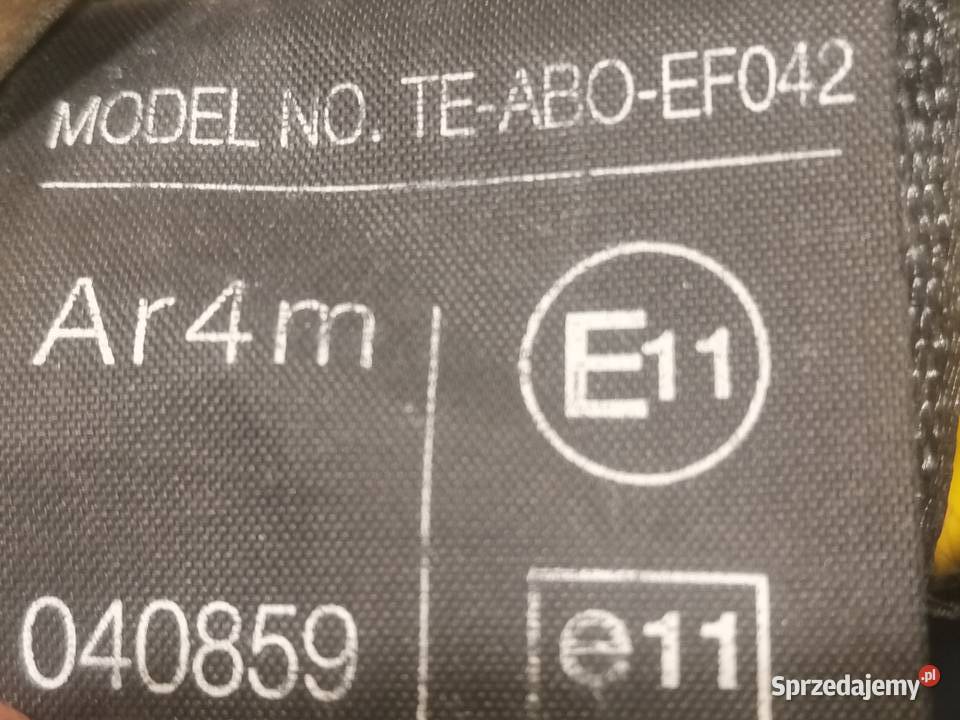 MODEL NO. TE-ABO-EF042
Ar4m
E11
040859
e11
Sprzedajemy.pl